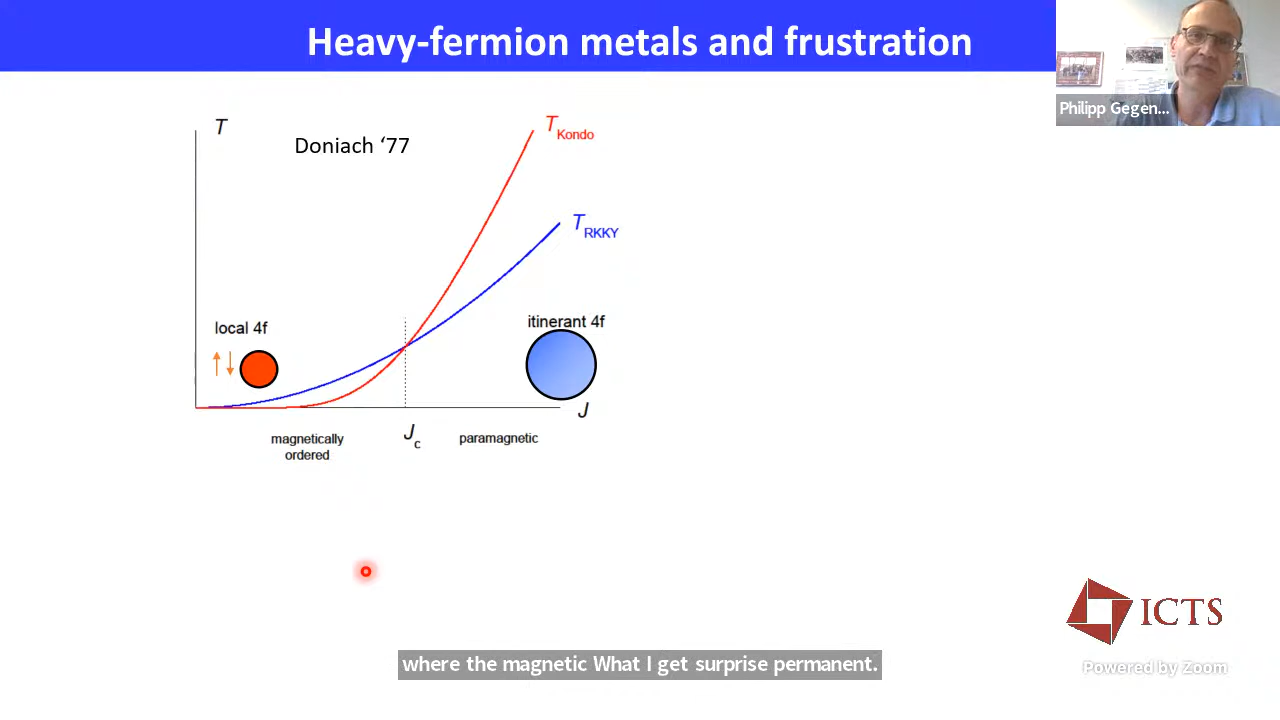 Heavy-fermion metals and frustration
Philipp Gegen...
T
Doniach ‘77
T Kondo
T RKKY
local 4f
itinerant 4f
J
magnetically
ordered
Jc
paramagnetic
ICTS
where the magnetic What I get surprise permanent.
Powered by Zoom